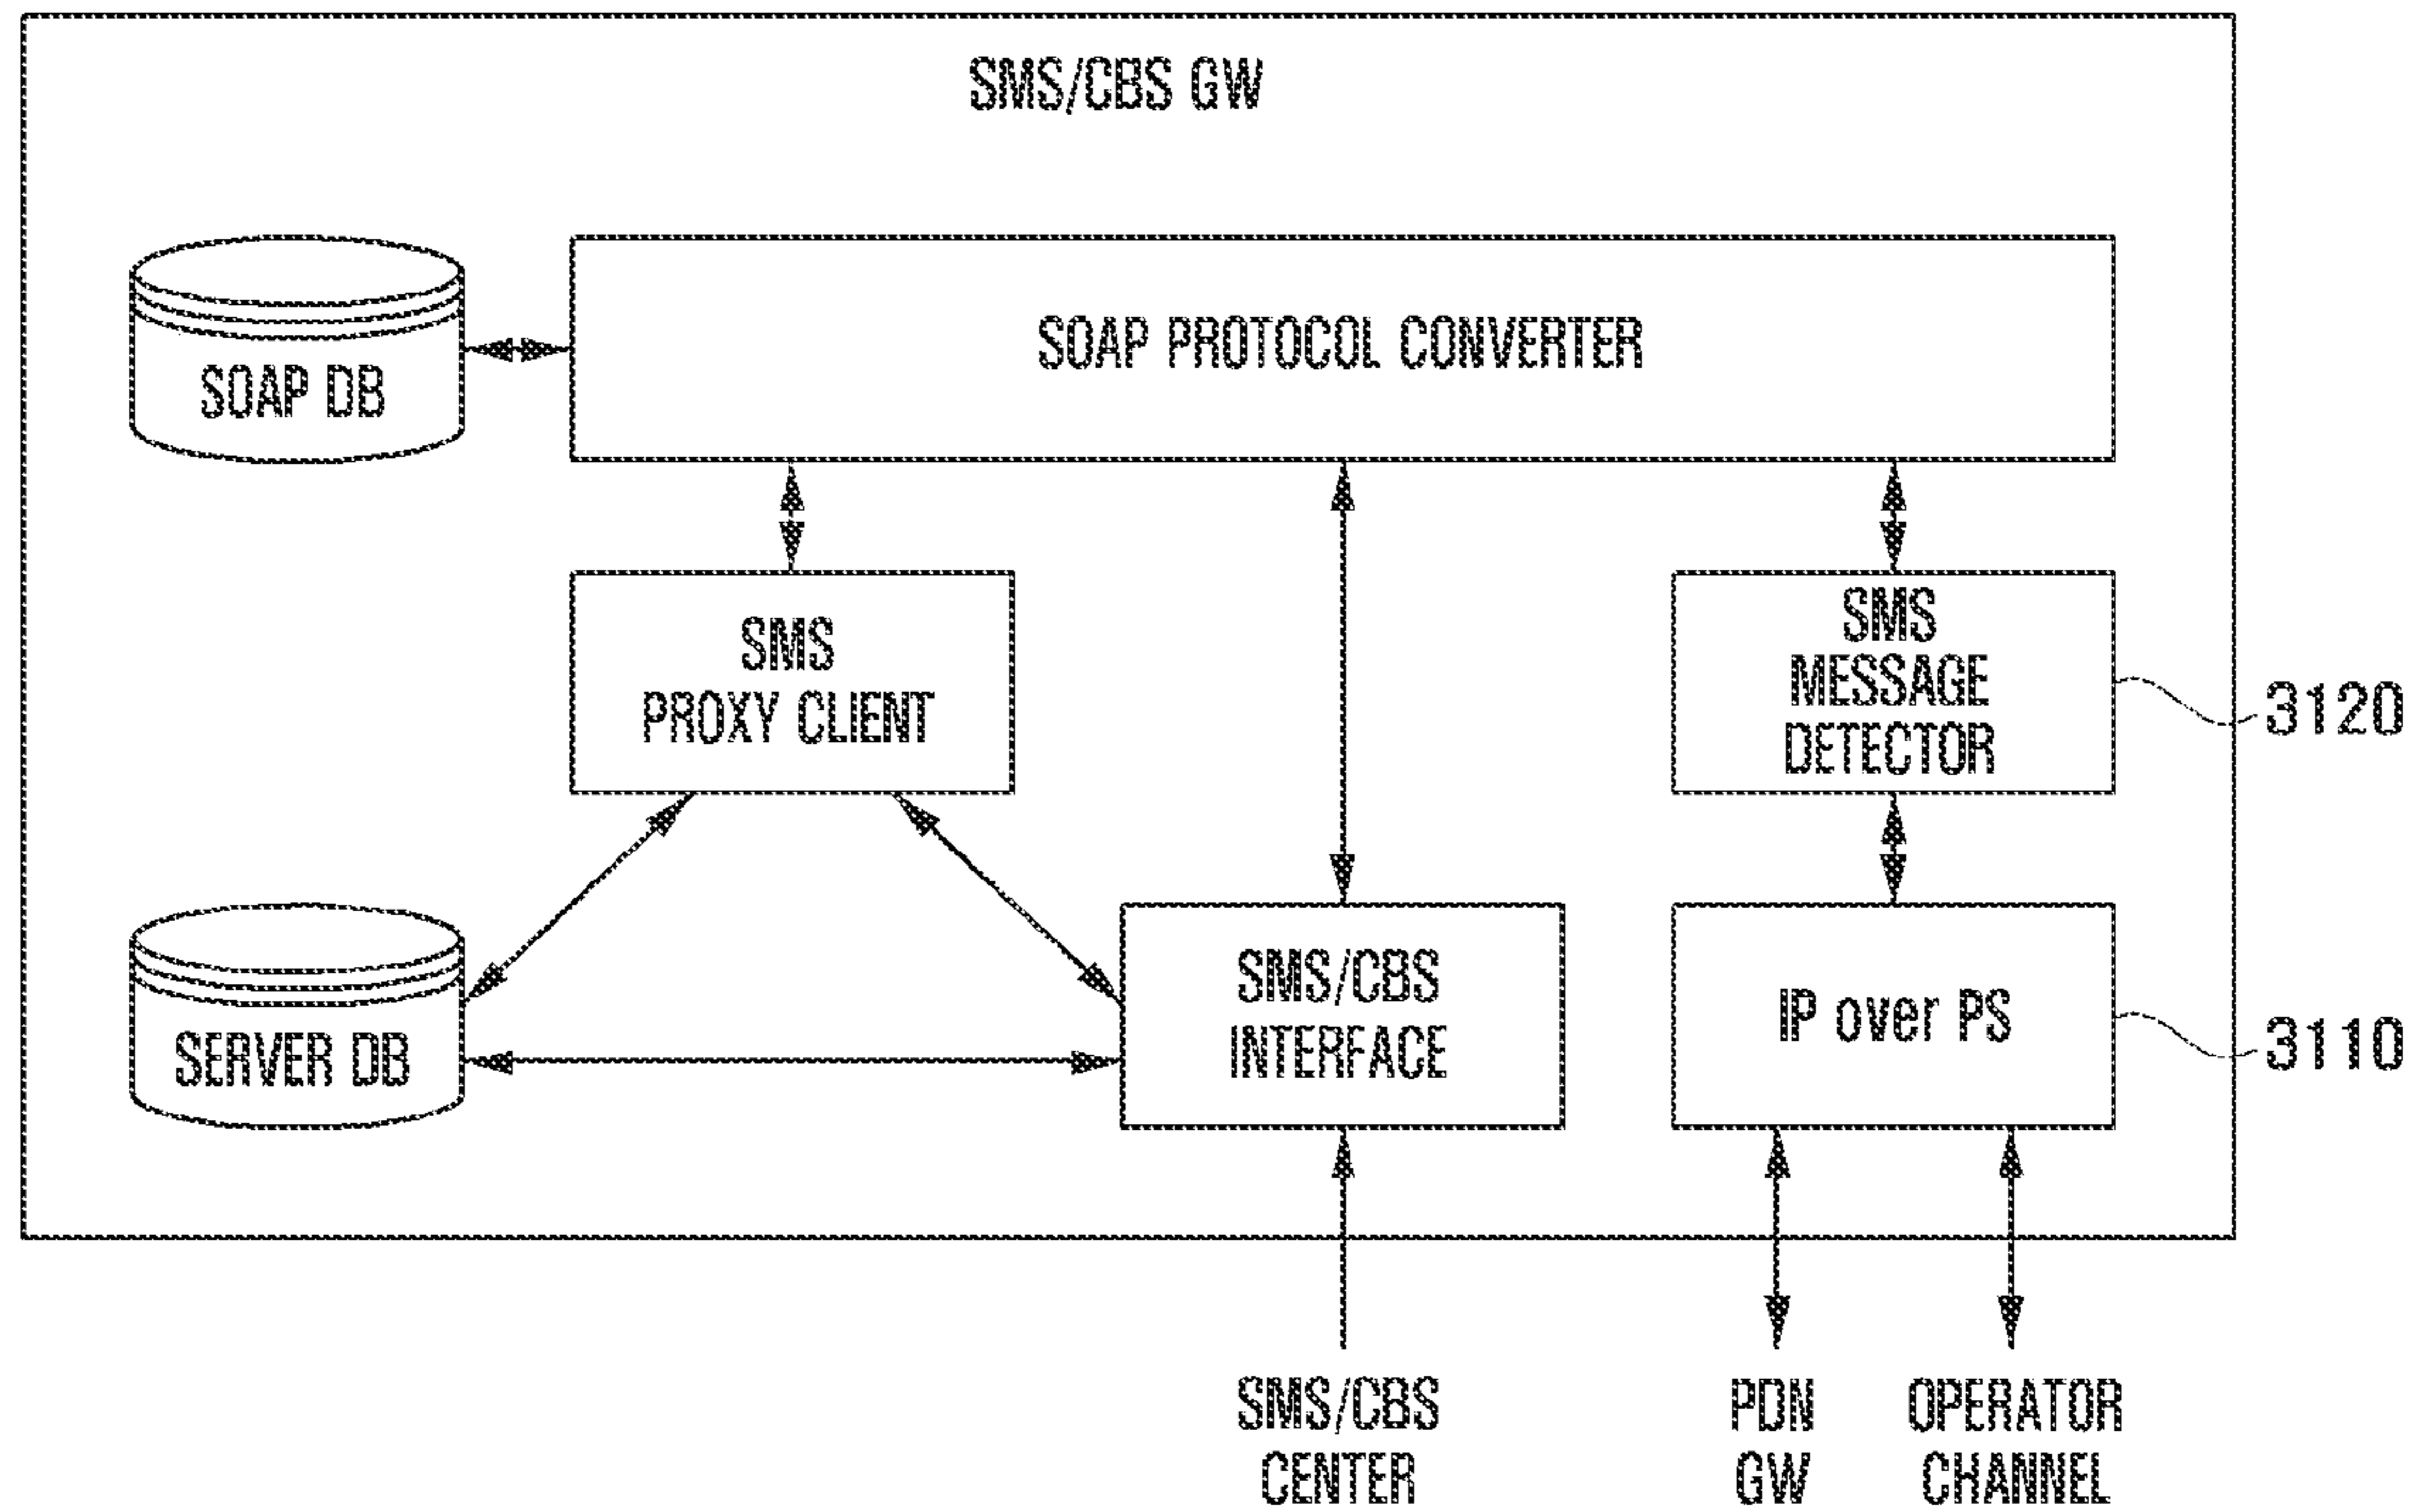 SMS/CBS GW
SOAP DB
SOAP PROTOCOL CONVERTER
SMS
PROXY CLIENT
SMS
MESSAGE
DETECTOR
3120
SERVER DB
SMS/CBS
INTERFACE
IP over PS
3110
SMS/CBS
CENTER
PDN
GW
OPERATOR
CHANNEL